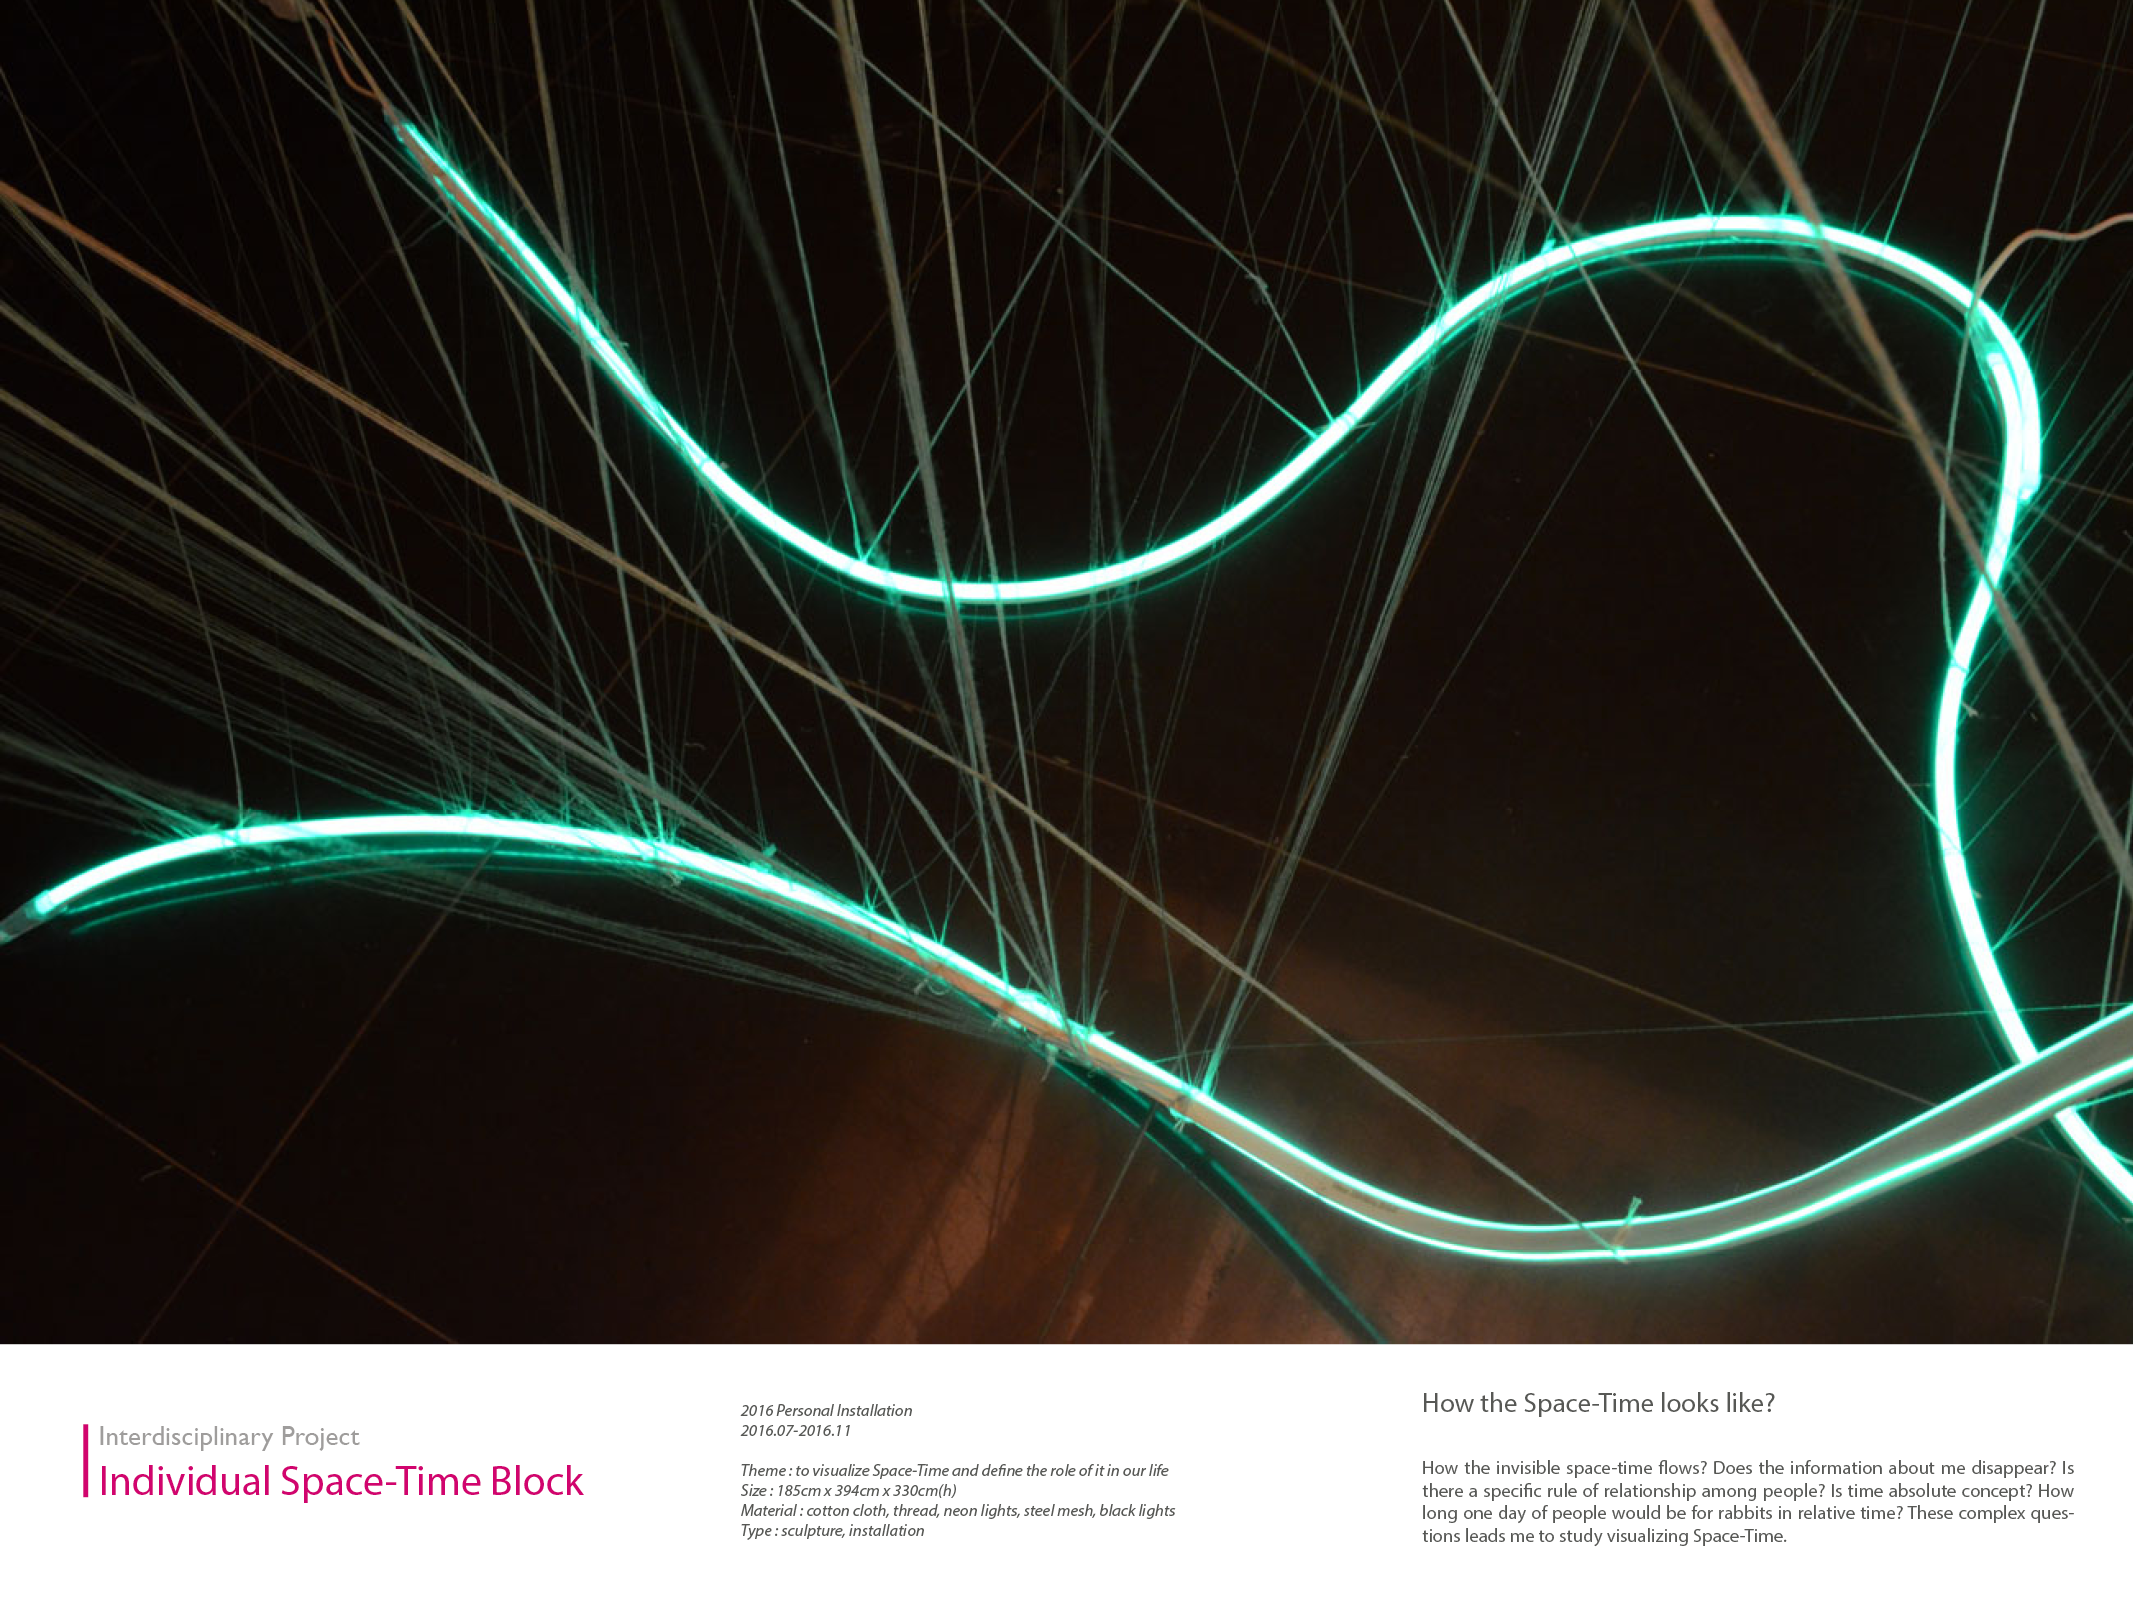 Interdisciplinary Project
Individual Space-Time Block
2016 Personal Installation
2016.07-2016.11
Theme : to visualize Space-Time and define the role of it in our life
Size : 185cm x 394cm x 330cm(h)
Material : cotton cloth, thread, neon lights, steel mesh, black lights
Type : sculpture, installation
How the Space-Time looks like?
How the invisible space-time flows? Does the information about me disappear? Is
there a specific rule of relationship among people? Is time absolute concept? How
long one day of people would be for rabbits in relative time? These complex ques-
tions leads me to study visualizing Space-Time.